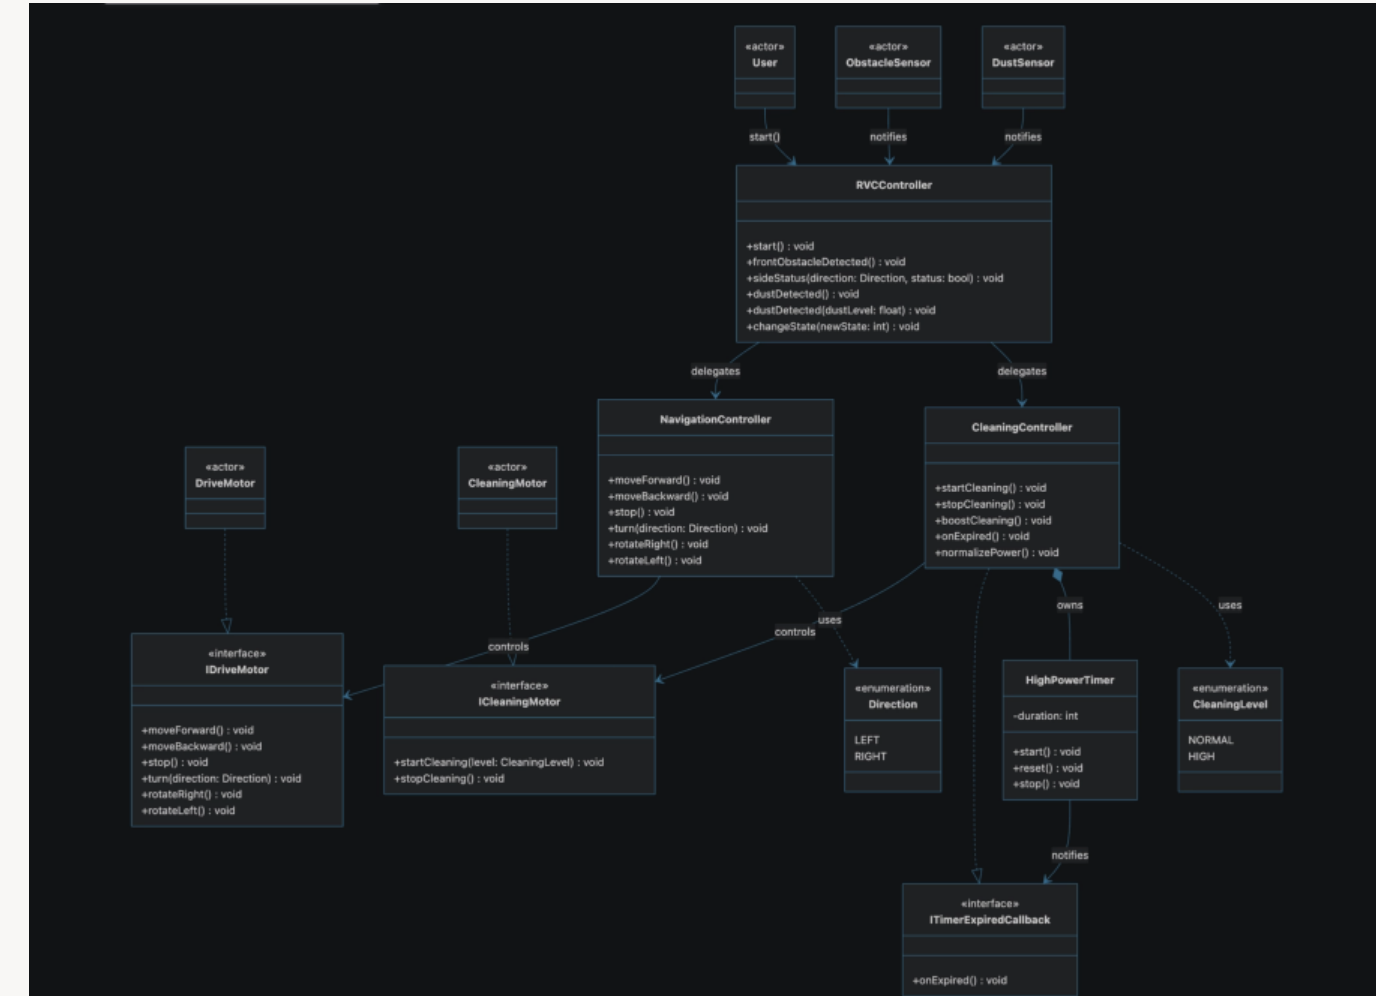 «actor»
User
«actor»
ObstacleSensor
«actor»
DustSensor
start()
notifies
notifies
RVCController
+start() : void
+frontObstacleDetected() : void
+sideStatus(direction: Direction, status: bool) : void
+dustDetected() : void
+dustDetected(dustLevel: float) : void
+changeState(newState: int) : void
delegates
delegates
NavigationController
+moveForward() : void
+moveBackward() : void
+stop() : void
+turn(direction: Direction) : void
+rotateRight() : void
+rotateLeft() : void
CleaningController
+startCleaning() : void
+stopCleaning() : void
+boostCleaning() : void
+onExpired() : void
+normalizePower() : void
«actor»
DriveMotor
«actor»
CleaningMotor
controls
controls
uses
owns
uses
«interface»
IDriveMotor
+moveForward() : void
+moveBackward() : void
+stop() : void
+turn(direction: Direction) : void
+rotateRight() : void
+rotateLeft() : void
«interface»
ICleaningMotor
+startCleaning(level: CleaningLevel) : void
+stopCleaning() : void
«enumeration»
Direction
LEFT
RIGHT
HighPowerTimer
-duration: int
+start() : void
+reset() : void
+stop() : void
«enumeration»
CleaningLevel
NORMAL
HIGH
notifies
«interface»
ITimerExpiredCallback
+onExpired() : void